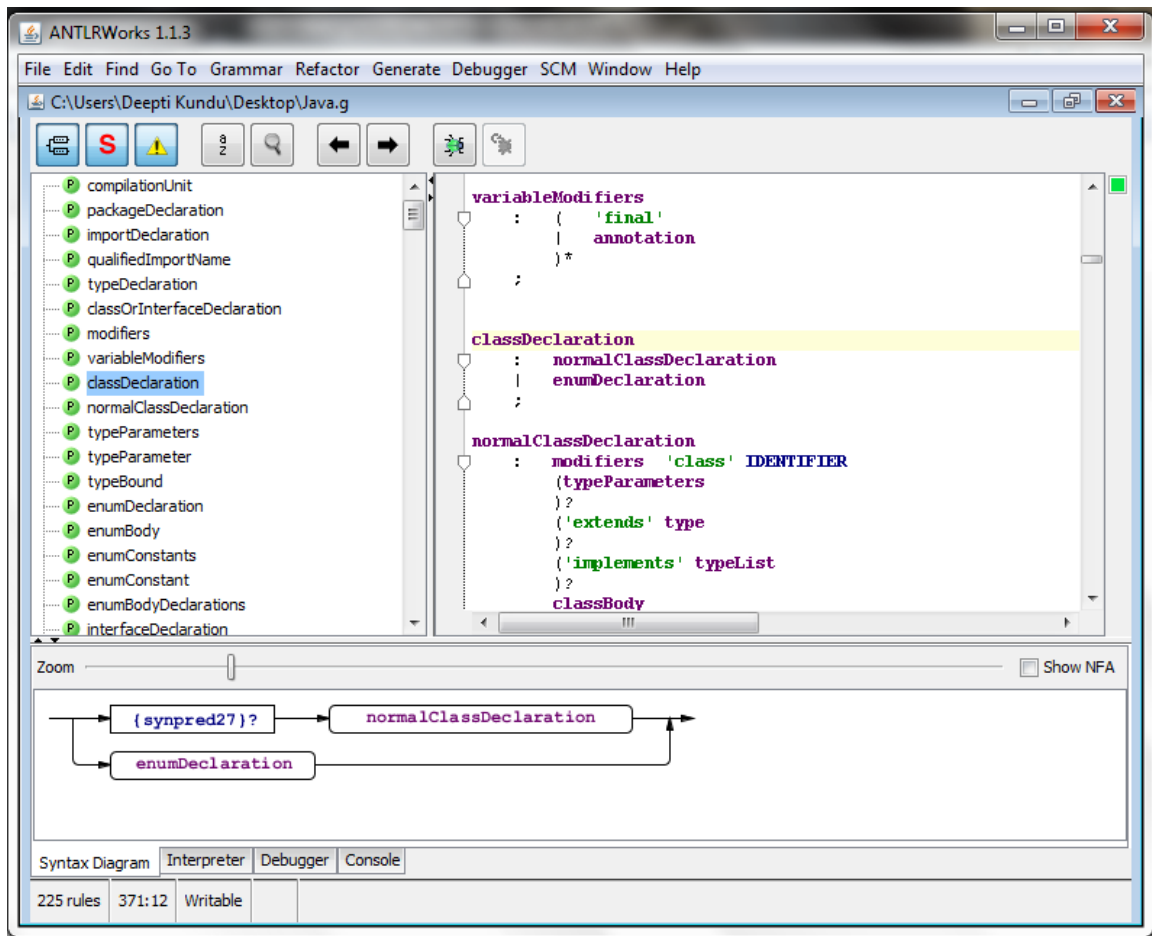 ANTLRWorks 1.1.3
File Edit Find Go To Grammar Refactor Generate Debugger SCM Window Help
C:\Users\Deepti Kundu\Desktop\Java.g
S
a
z
compilationUnit
packageDeclaration
importDeclaration
qualifiedImportName
typeDeclaration
classOrInterfaceDeclaration
modifiers
variableModifiers
classDeclaration
normalClassDeclaration
typeParameters
typeParameter
typeBound
enumDeclaration
enumBody
enumConstants
enumConstant
enumBodyDeclarations
interfaceDeclaration
variableModifiers
: ( 'final'
| annotation
)*
;
classDeclaration
: normalClassDeclaration
| enumDeclaration
;
normalClassDeclaration
: modifiers 'class' IDENTIFIER
(typeParameters
)?
('extends' type
)?
('implements' typeList
)?
classBody
Zoom
Show NFA
{synpred27}? normalClassDeclaration
enumDeclaration
Syntax Diagram Interpreter Debugger Console
225 rules 371:12 Writable